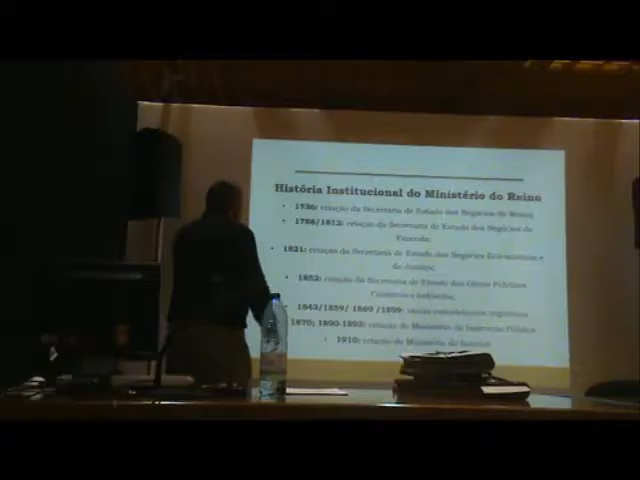 História Institucional do Ministério do Reino
• 1736: criação da Secretaria de Estado dos Negócios do Reino;
• 1788/1812: criação da Secretaria de Estado dos Negócios da
Fazenda;
• 1821: criação da Secretaria de Estado dos Negócios Eclesiásticos e
da Justiça;
• 1852: criação da Secretaria de Estado das Obras Públicas
Comércio e Indústria;
• 1843/1859/ 1869 /1899:
1870; 1890-1892: criação do Ministério da Instrução Pública
• 1910: criação do Ministério do Interior